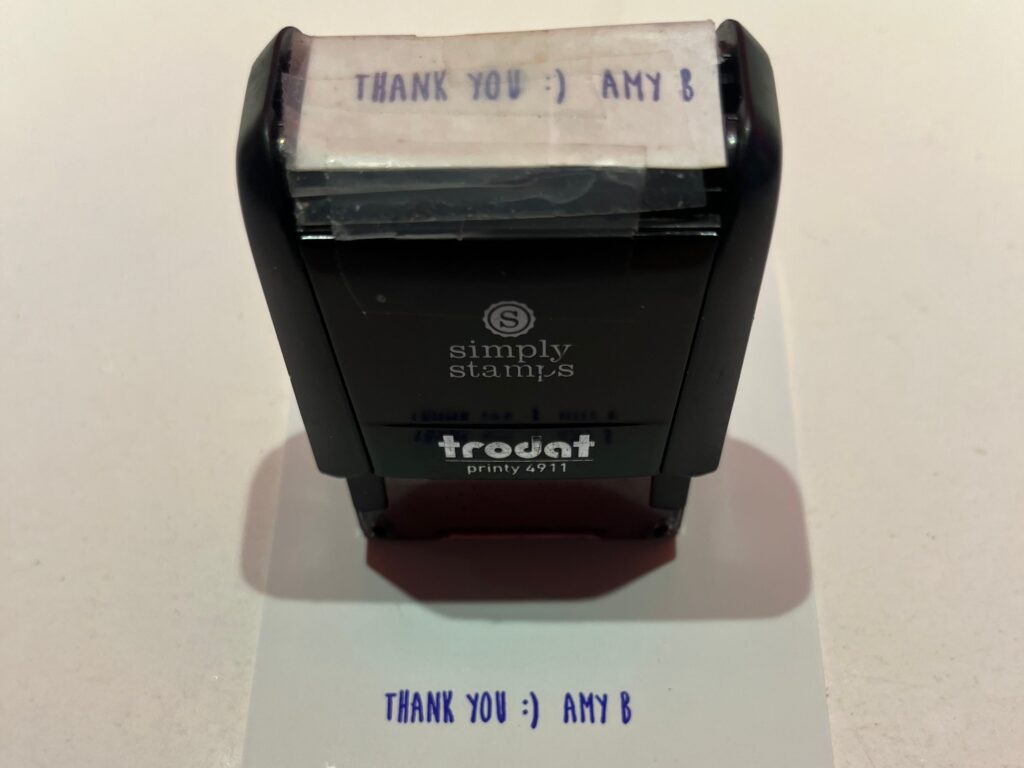 THANK YOU :) AMY B
S
simply
stamps
trodat
printy 4911
THANK YOU :) AMY B